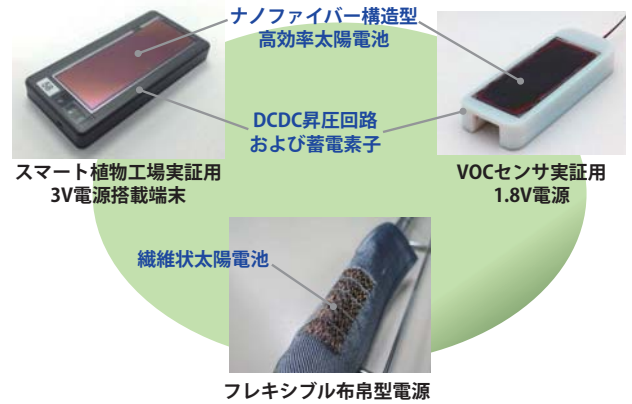 ナノファイバー構造型
高効率太陽電池
DCDC昇圧回路
および蓄電素子
スマート植物工場実証用
3V電源搭載端末
VOCセンサ実証用
1.8V電源
繊維状太陽電池
フレキシブル布帛型電源